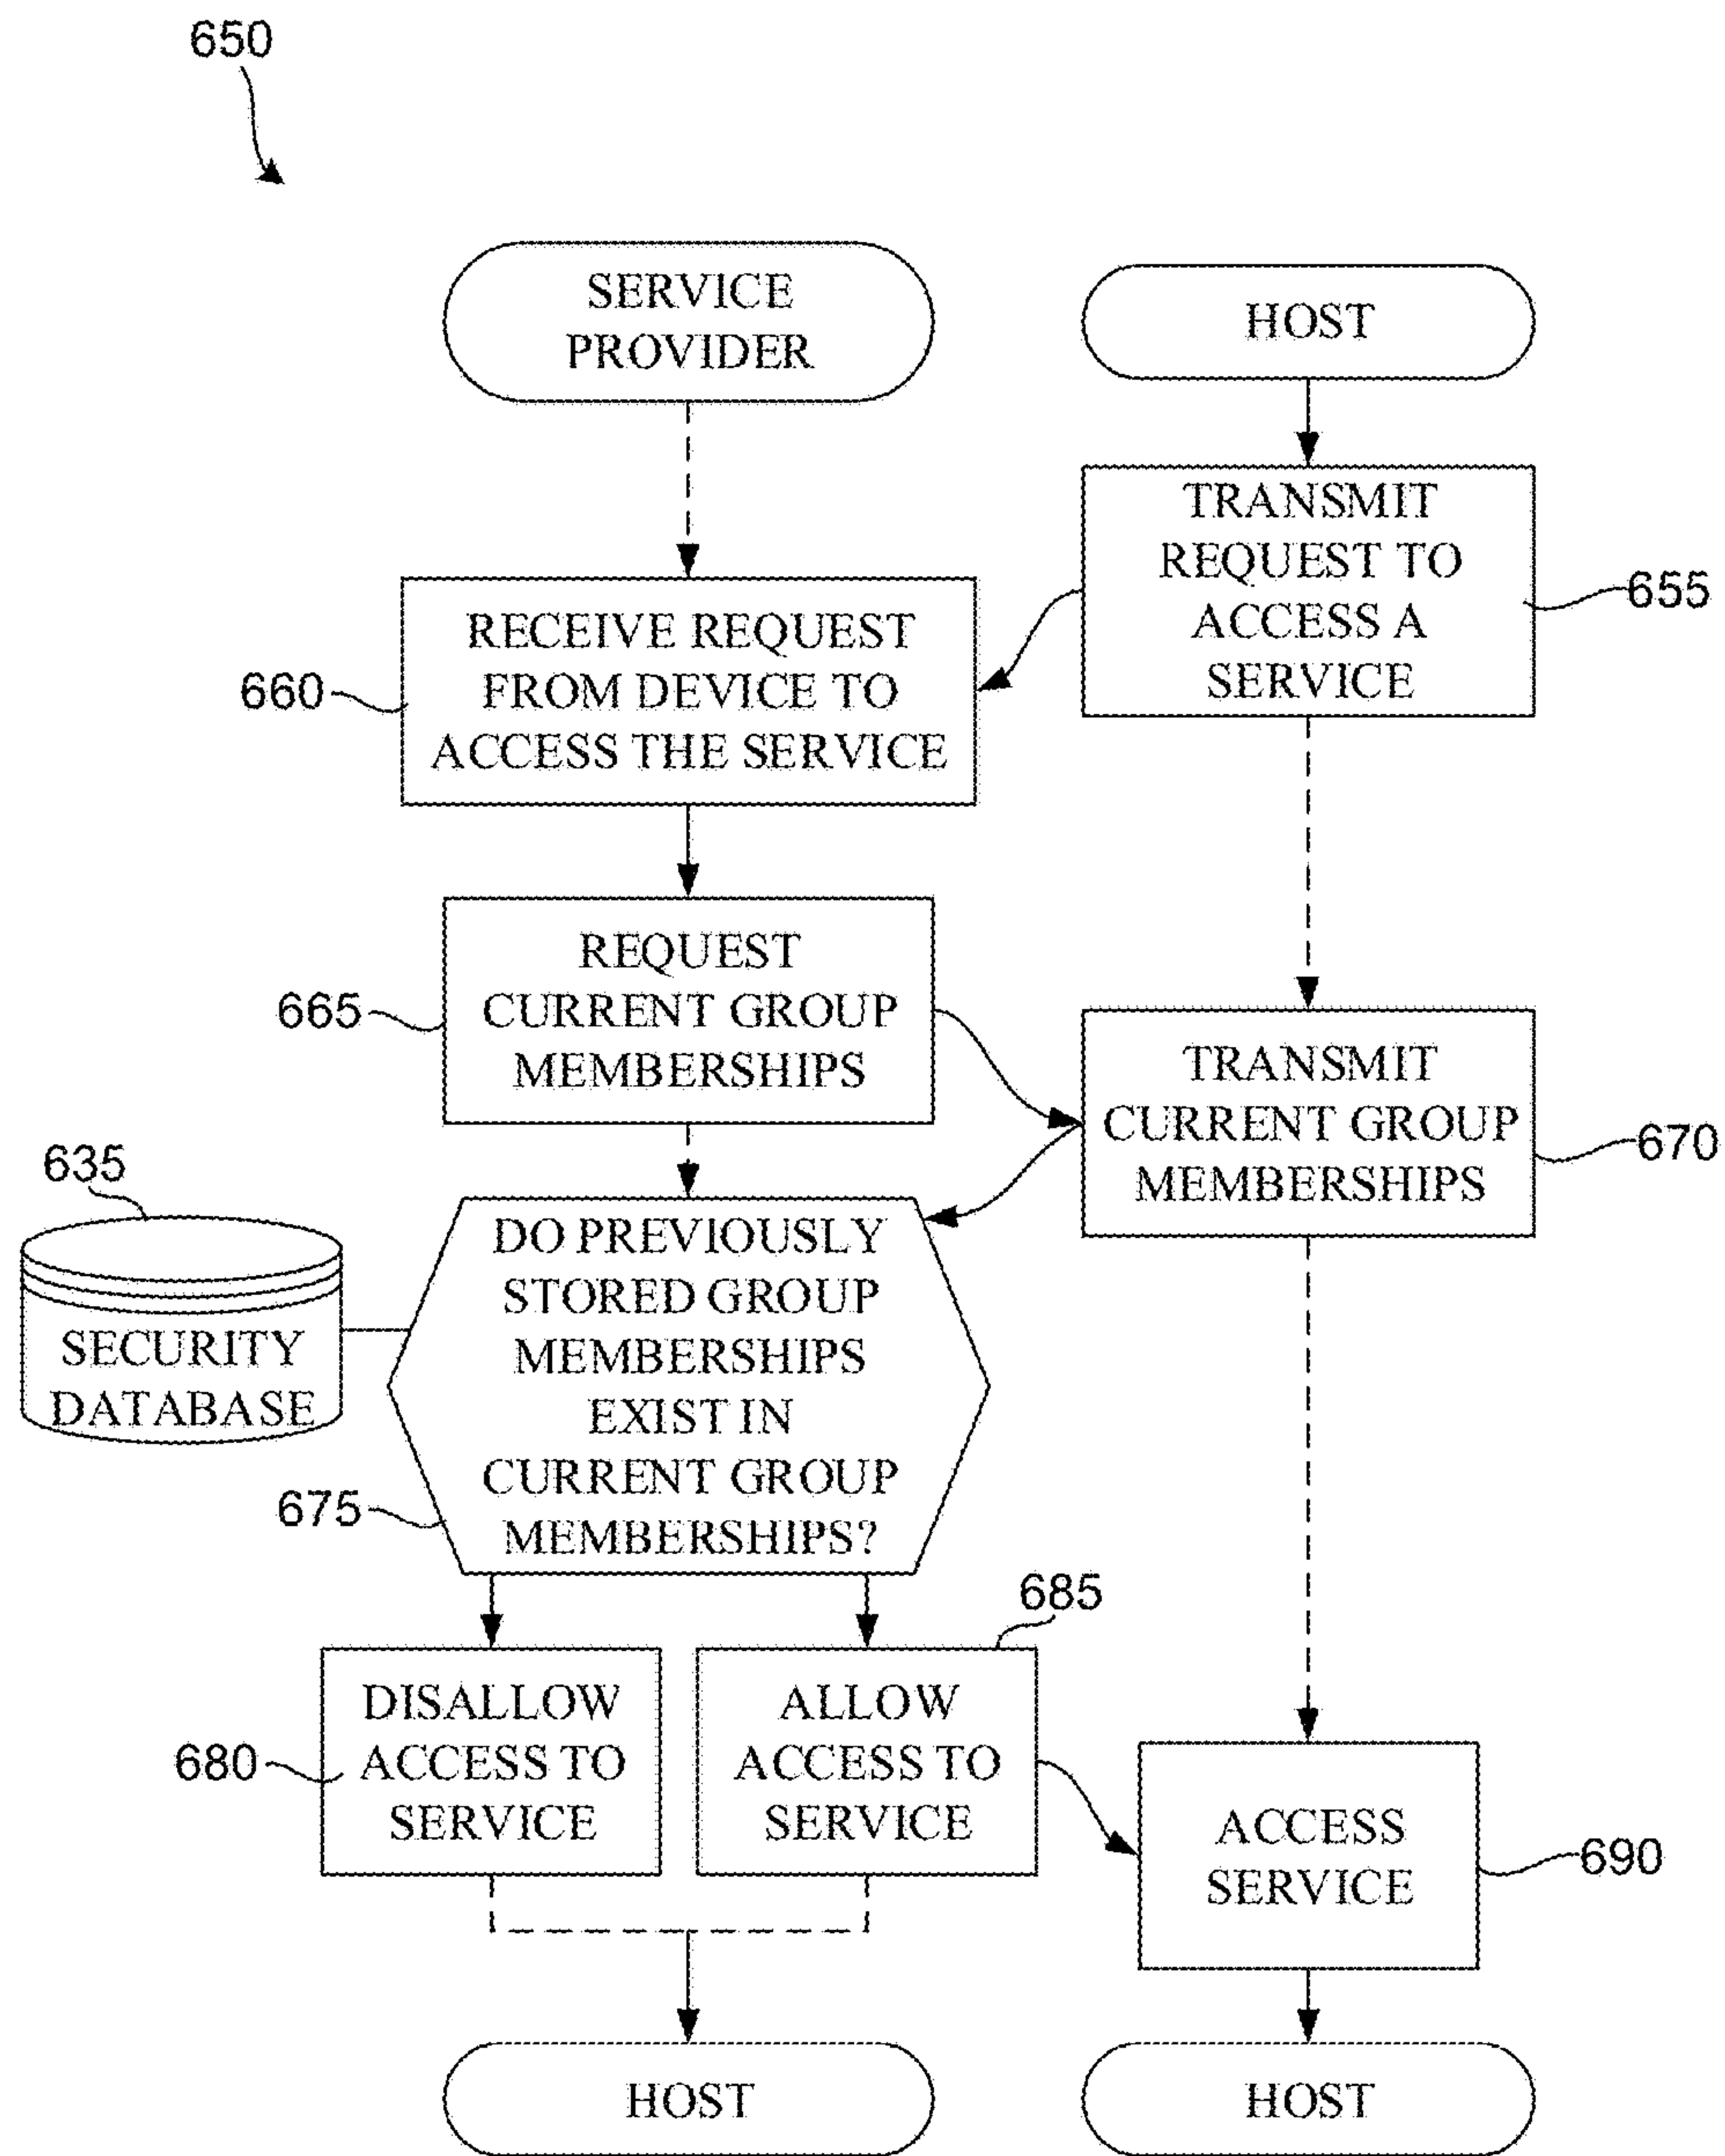 650
SERVICE
PROVIDER
HOST
TRANSMIT
REQUEST TO
ACCESS A
SERVICE
655
RECEIVE REQUEST
FROM DEVICE TO
ACCESS THE SERVICE
660
REQUEST
CURRENT GROUP
MEMBERSHIPS
665
TRANSMIT
CURRENT GROUP
MEMBERSHIPS
670
635
SECURITY
DATABASE
DO PREVIOUSLY
STORED GROUP
MEMBERSHIPS
EXIST IN
CURRENT GROUP
MEMBERSHIPS?
675
685
DISALLOW
ACCESS TO
SERVICE
680
ALLOW
ACCESS TO
SERVICE
ACCESS
SERVICE
690
HOST
HOST